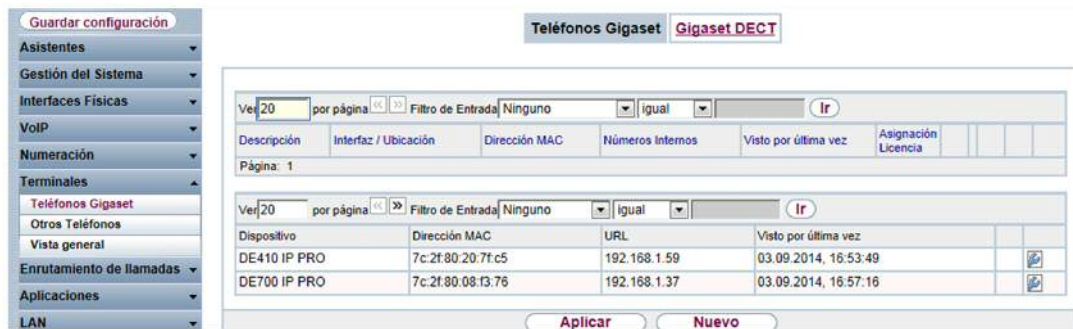 Guardar configuración
Asistentes
Gestión del Sistema
Interfaces Físicas
VoIP
Numeración
Terminales
Teléfonos Gigaset
Otros Teléfonos
Vista general
Enrutamiento de llamadas
Aplicaciones
LAN
Teléfonos Gigaset Gigaset DECT
Ver 20 por página << >> Filtro de Entrada Ninguno igual Ir
Descripción Interfaz / Ubicación Dirección MAC Números Internos Visto por última vez Asignación Licencia
Página: 1
Ver 20 por página << >> Filtro de Entrada Ninguno igual Ir
Dispositivo Dirección MAC URL Visto por última vez
DE410 IP PRO 7c:2f:80:20:7f:c5 192.168.1.59 03.09.2014, 16:53:49
DE700 IP PRO 7c:2f:80:08:f3:76 192.168.1.37 03.09.2014, 16:57:16
Aplicar Nuevo